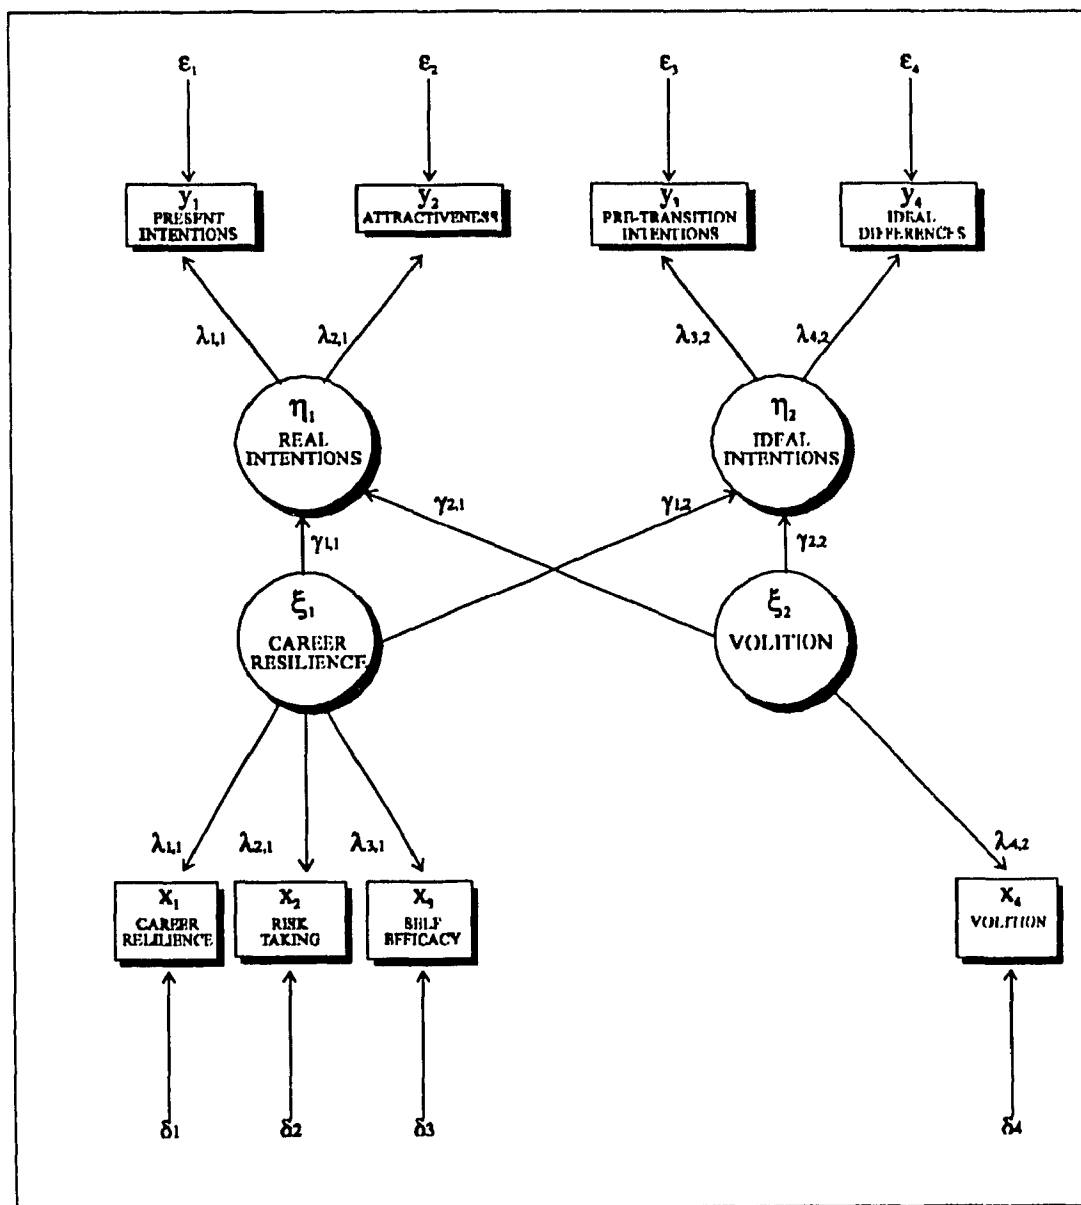 ε₁ ε₂ ε₃ ε₄
y₁
PRESENT
INTENTIONS
y₂
ATTRACTIVENESS
y₃
PRE-TRANSITION
INTENTIONS
y₄
IDEAL
DIFFERENCES
λ1,1 λ2,1 λ3,2 λ4,2
η₁
REAL
INTENTIONS
η₂
IDEAL
INTENTIONS
γ2,1 γ1,2
γ1,1 γ2,2
ξ₁
CAREER
RESILIENCE
ξ₂
VOLITION
λ1,1 λ2,1 λ3,1 λ4,2
X₁
CAREER
RELILIENCE
X₂
RISK
TAKING
X₃
SELF
EFFICACY
X₄
VOLITION
δ1 δ2 δ3 δ4